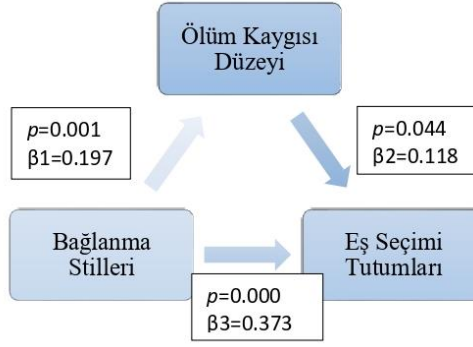 Ölüm Kaygısı
Düzeyi
p=0.001
β1=0.197
p=0.044
β2=0.118
Bağlanma
Stilleri
Eş Seçimi
Tutumları
p=0.000
β3=0.373